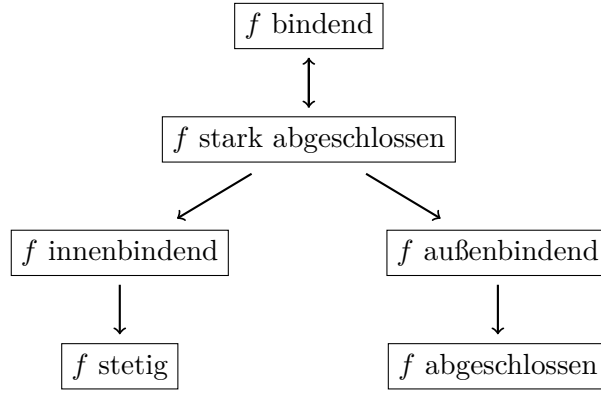 f bindend
f stark abgeschlossen
f innenbindend
f außenbindend
f stetig
f abgeschlossen